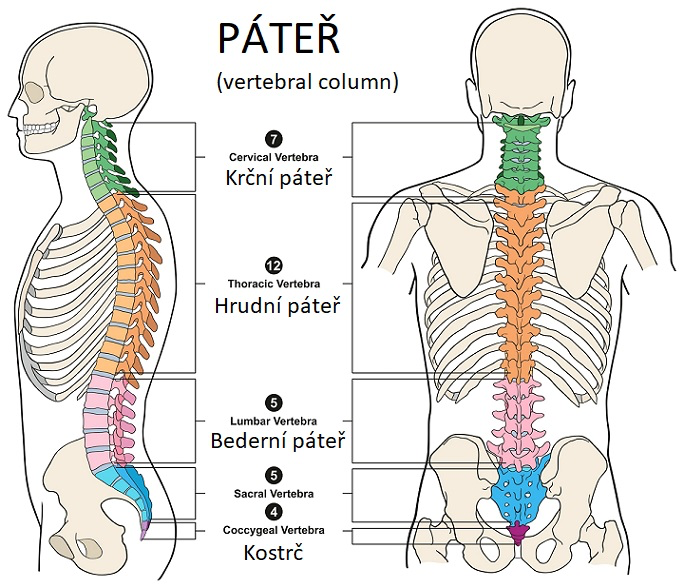 PÁTEŘ
(vertebral column)
7
Cervical Vertebra
Krční páteř
12
Thoracic Vertebra
Hrudní páteř
5
Lumbar Vertebra
Bederní páteř
5
Sacral Vertebra
4
Coccygeal Vertebra
Kostrč